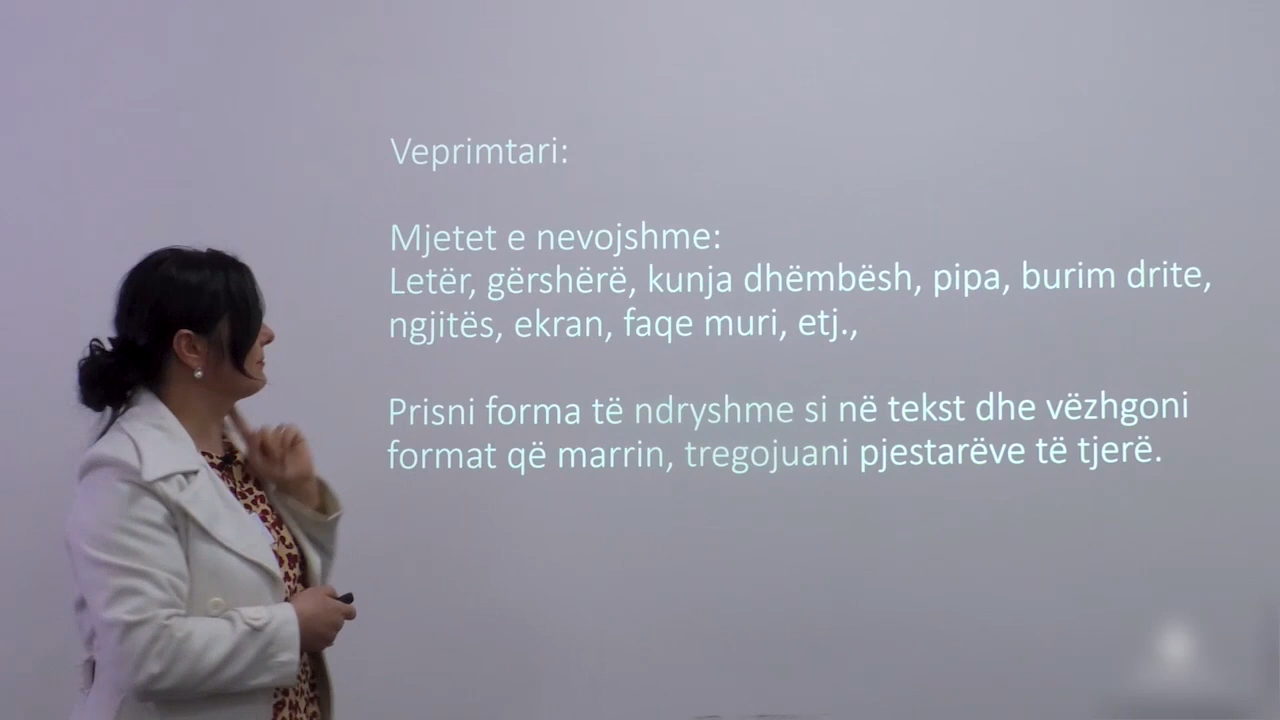 Veprimtari:
Mjetet e nevojshme:
Letër, gërshërë, kunja dhëmbësh, pipa, burim drite,
ngjitës, ekran, faqe muri, etj.,
Prisni forma të ndryshme si në tekst dhe vëzhgoni
format që marrin, tregojuani pjestarëve të tjerë.